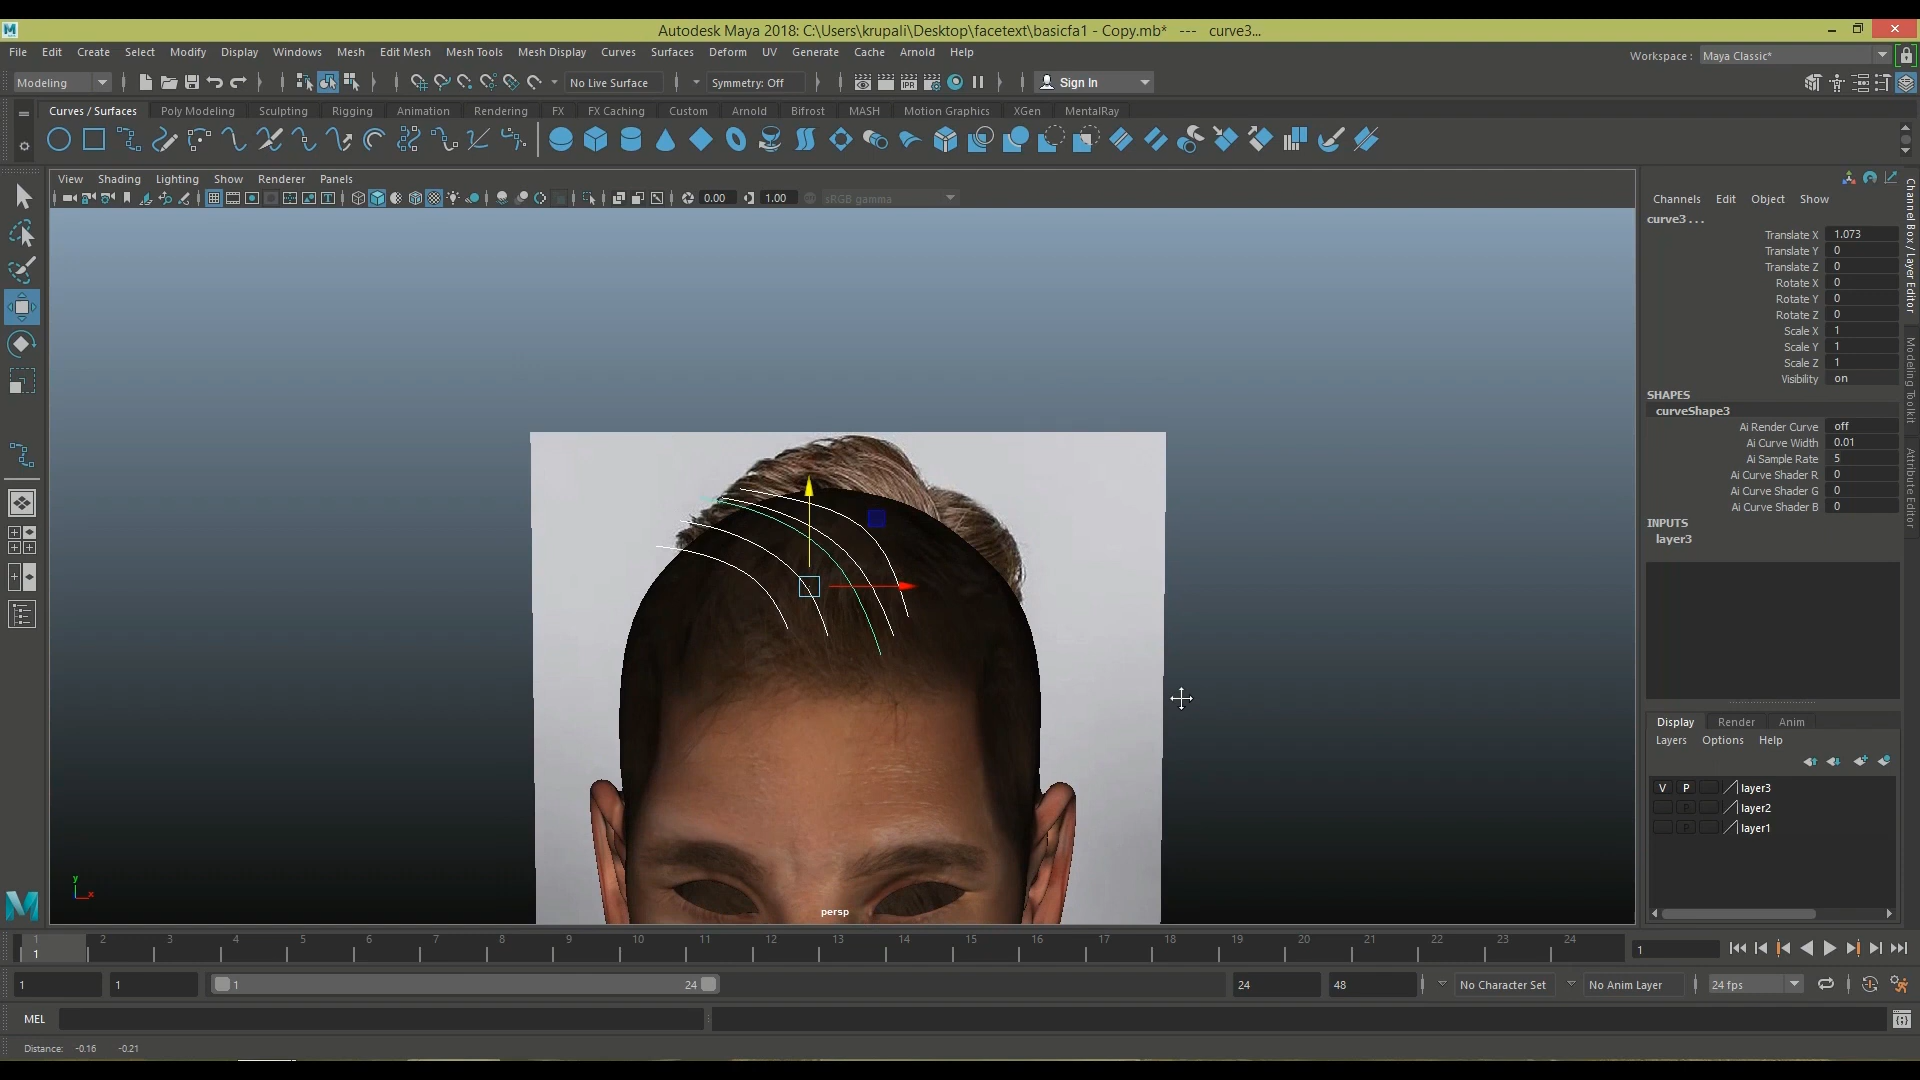 Autodesk Maya 2018: C:\Users\krupali\Desktop\facetext\basicfa1 - Copy.mb* --- curve3...
File Edit Create Select Modify Display Windows Mesh Edit Mesh Mesh Tools Mesh Display Curves Surfaces Deform UV Generate Cache Arnold Help
Workspace : Maya Classic*
Modeling No Live Surface Symmetry: Off Sign In
Curves / Surfaces Poly Modeling Sculpting Rigging Animation Rendering FX FX Caching Custom Arnold Bifrost MASH Motion Graphics XGen MentalRay
View Shading Lighting Show Renderer Panels
0.00 1.00 sRGB gamma
Channels Edit Object Show
curve3 . . .
Translate X 1.073
Translate Y 0
Translate Z 0
Rotate X 0
Rotate Y 0
Rotate Z 0
Scale X 1
Scale Y 1
Scale Z 1
Visibility on
SHAPES
curveShape3
Ai Render Curve off
Ai Curve Width 0.01
Ai Sample Rate 5
Ai Curve Shader R 0
Ai Curve Shader G 0
Ai Curve Shader B 0
INPUTS
layer3
Channel Box / Layer Editor
Modeling Toolkit
Attribute Editor
Display Render Anim
Layers Options Help
V P layer3
P layer2
P layer1
y
x
persp
1 2 3 4 5 6 7 8 9 10 11 12 13 14 15 16 17 18 19 20 21 22 23 24
1 1
1 1 1 24 24 48 No Character Set No Anim Layer 24 fps
MEL
Distance: -0.16 -0.21